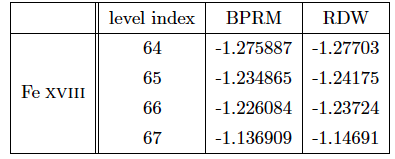 level index BPRM RDW
64 -1.275887 -1.27703
65 -1.234865 -1.24175
Fe XVIII
66 -1.226084 -1.23724
67 -1.136909 -1.14691